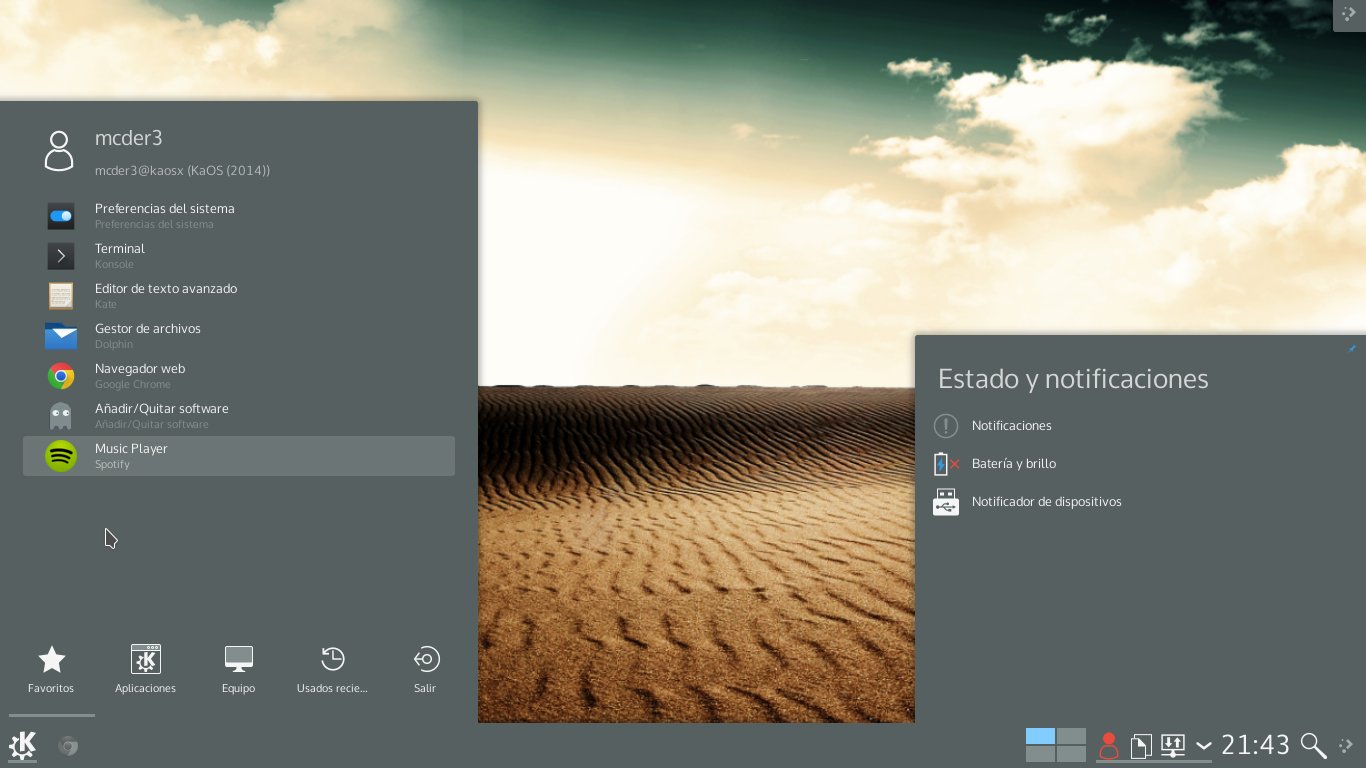 mcder3
mcder3@kaosx (KaOS (2014))
Preferencias del sistema
Preferencias del sistema
Terminal
Konsole
Editor de texto avanzado
Kate
Gestor de archivos
Dolphin
Navegador web
Google Chrome
Añadir/Quitar software
Añadir/Quitar software
Music Player
Spotify
Favoritos
Aplicaciones
Equipo
Usados recie...
Salir
Estado y notificaciones
Notificaciones
Batería y brillo
Notificador de dispositivos
21:43